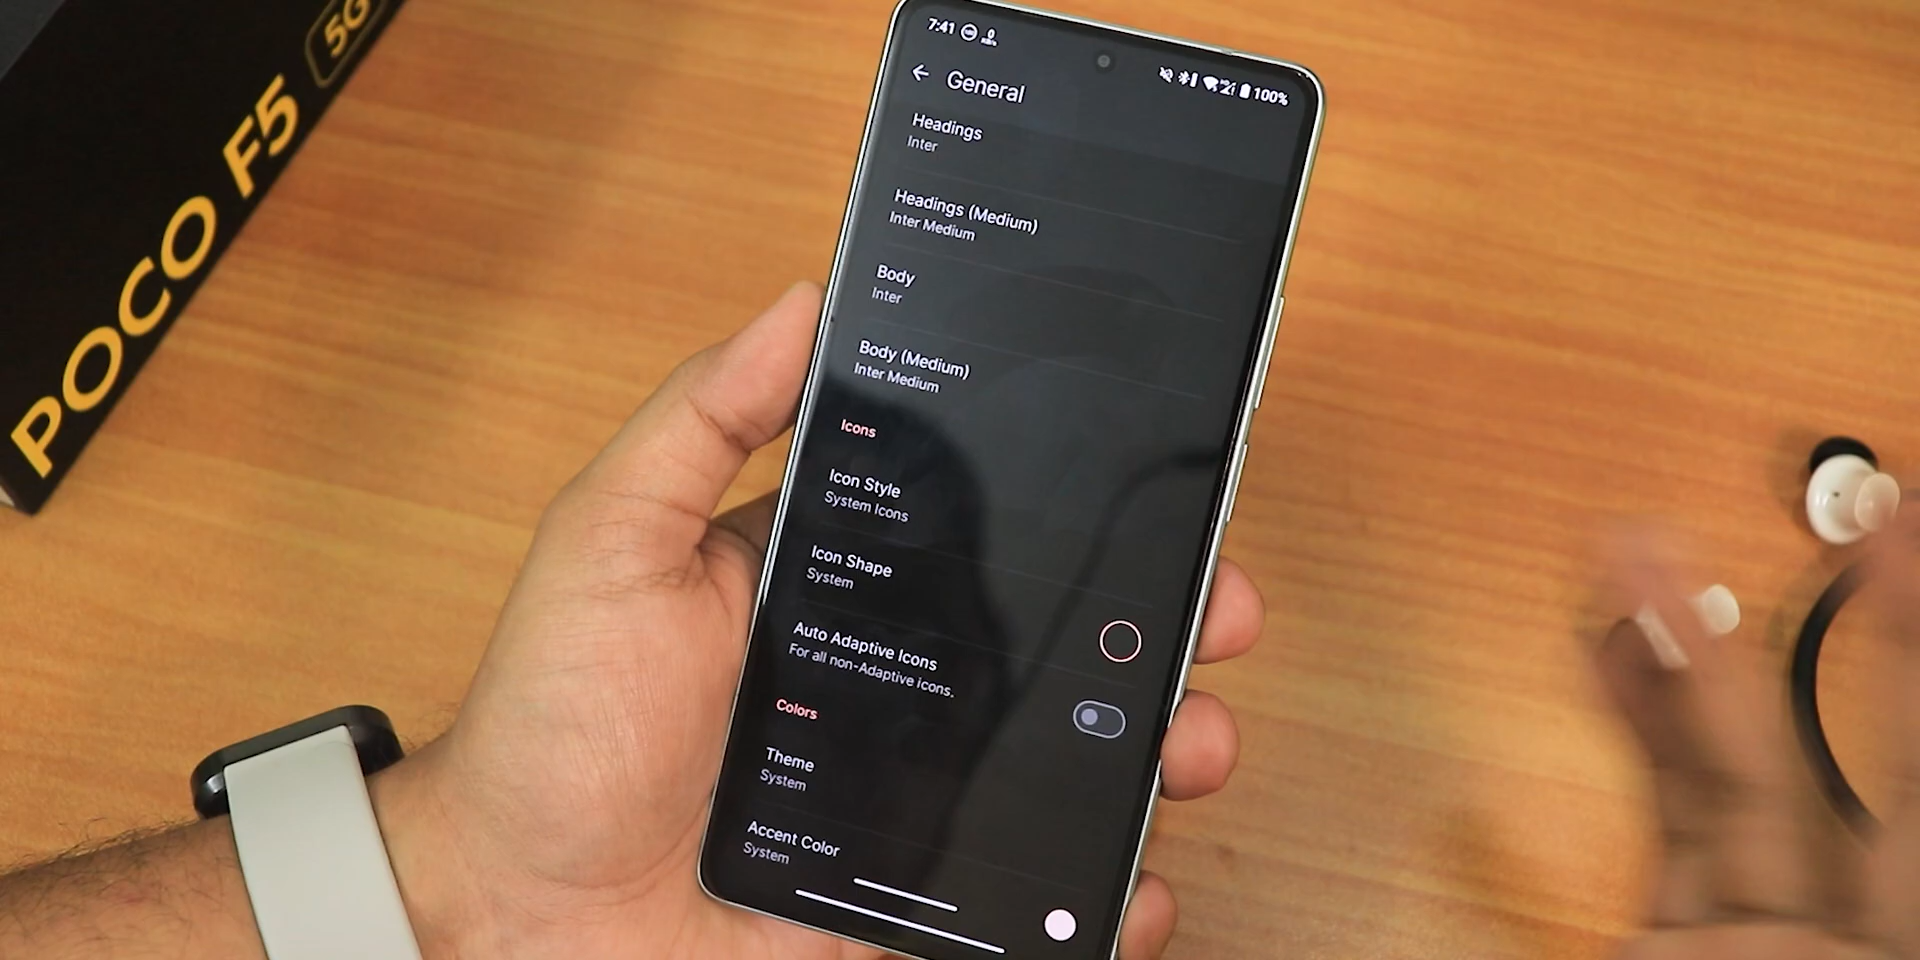 POCO F5 5G
7:41
0
100%
General
Headings
Inter
Headings (Medium)
Inter Medium
Body
Inter
Body (Medium)
Inter Medium
Icons
Icon Style
System Icons
Icon Shape
System
Auto Adaptive Icons
For all non-Adaptive icons.
Colors
Theme
System
Accent Color
System